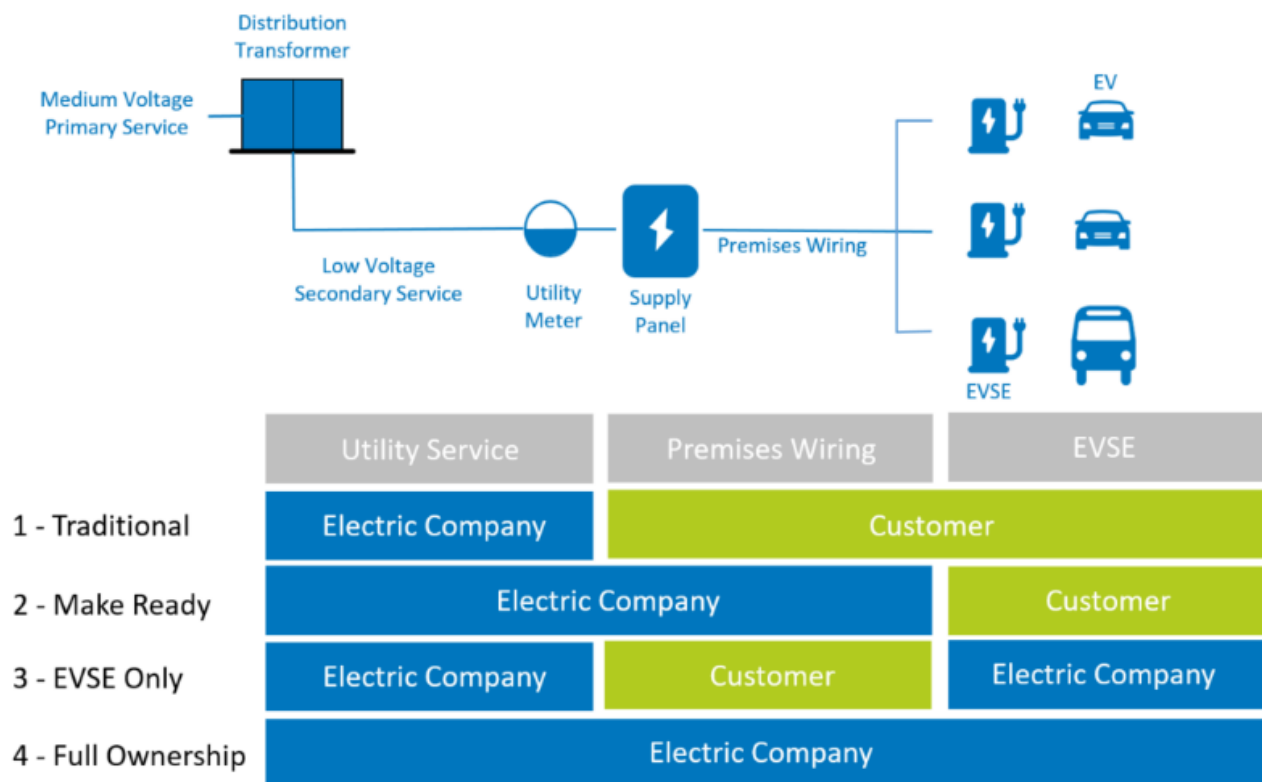 Distribution
Transformer
Medium Voltage
Primary Service
EV
Low Voltage
Secondary Service
Utility
Meter
Supply
Panel
Premises Wiring
EVSE
Utility Service
Premises Wiring
EVSE
1 - Traditional
Electric Company
Customer
2 - Make Ready
Electric Company
Customer
3 - EVSE Only
Electric Company
Customer
Electric Company
4 - Full Ownership
Electric Company